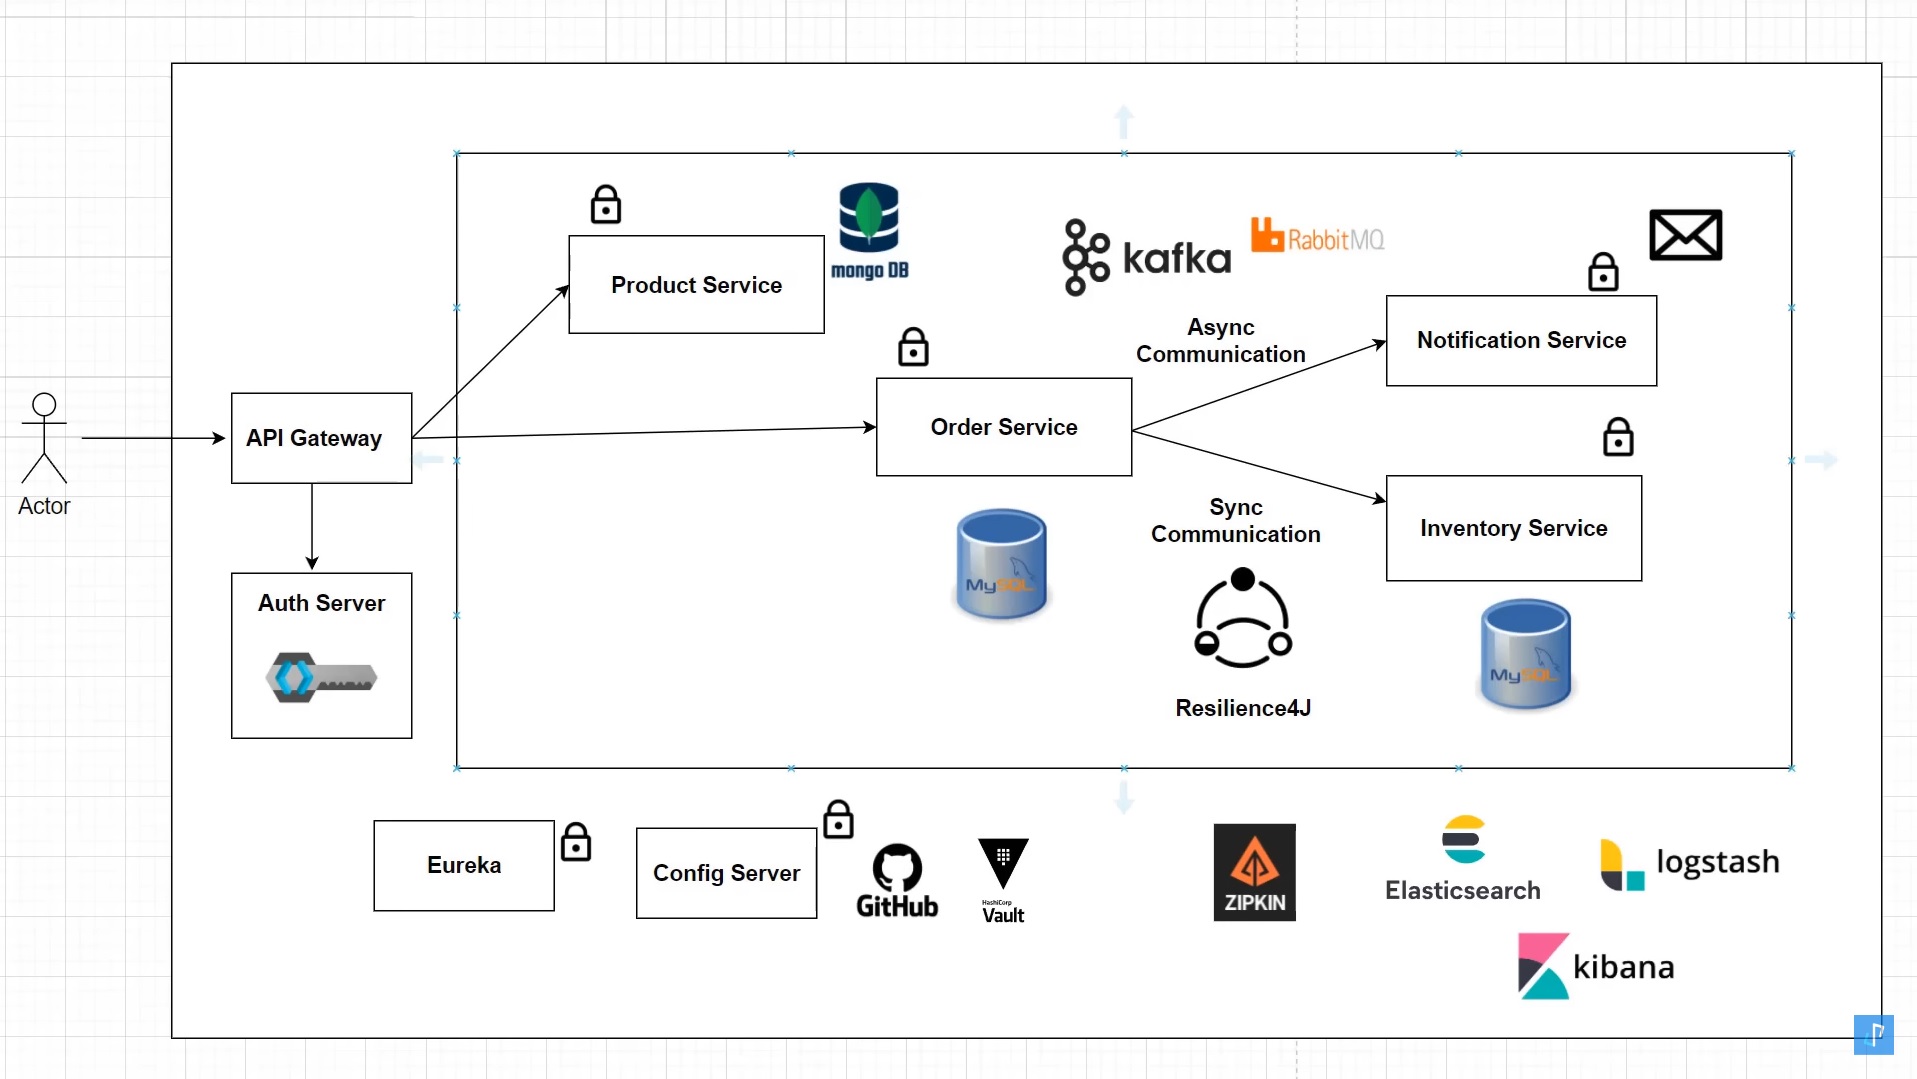 mongo DB
Product Service
kafka
RabbitMQ
Async
Communication
Notification Service
Order Service
API Gateway
Actor
Sync
Communication
Inventory Service
MySQL
Auth Server
MySQL
Resilience4J
Eureka
Config Server
GitHub
HashiCorp
Vault
ZIPKIN
Elasticsearch
logstash
kibana